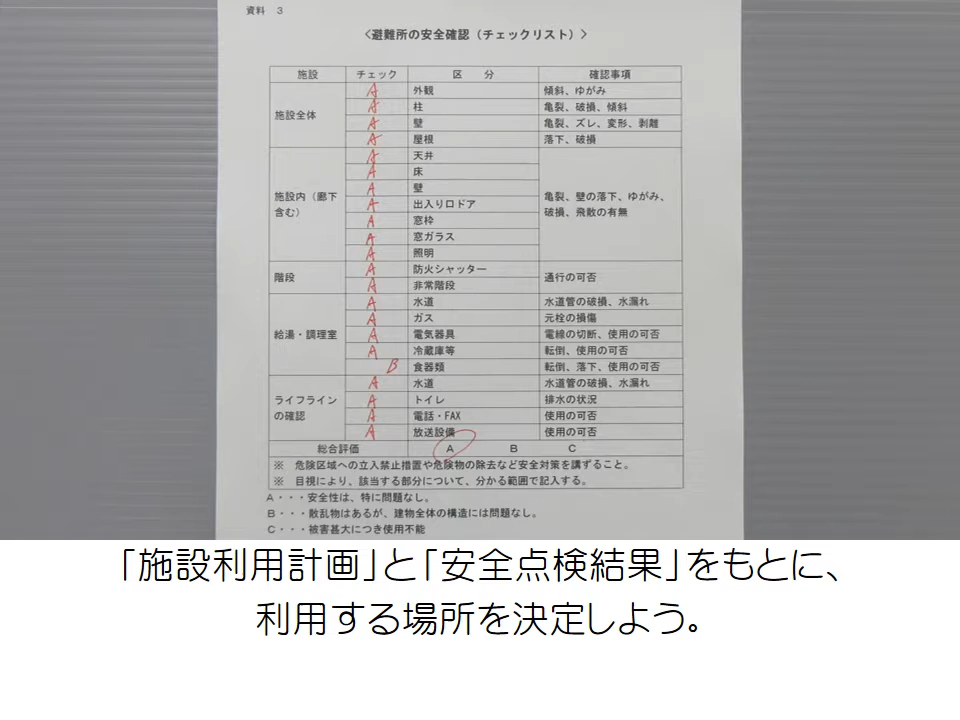 資料 3
<避難所の安全確認(チェックリスト)>
施設 チェック 区 分 確認事項
施設全体 A 外観 傾斜、ゆがみ
A 柱 亀裂、破損、傾斜
A 壁 亀裂、ズレ、変形、剥離
A 屋根 落下、破損
施設内(廊下含む) A 天井 亀裂、壁の落下、ゆがみ、破損、飛散の有無
A 床
A 壁
A 出入り口ドア
A 窓枠
A 窓ガラス
A 照明
階段 A 防火シャッター 通行の可否
A 非常階段
給湯・調理室 A 水道 水道管の破損、水漏れ
A ガス 元栓の損傷
A 電気器具 電線の切断、使用の可否
A 冷蔵庫等 転倒、使用の可否
B 食器類 転倒、落下、使用の可否
ライフラインの確認 A 水道 水道管の破損、水漏れ
A トイレ 排水の状況
A 電話・FAX 使用の可否
A 放送設備 使用の可否
総合評価 A B C
※ 危険区域への立入禁止措置や危険物の除去など安全対策を講ずること。
※ 目視により、該当する部分について、分かる範囲で記入する。
A・・・安全性は、特に問題なし。
B・・・散乱物はあるが、建物全体の構造には問題なし。
C・・・被害甚大につき使用不能
「施設利用計画」と「安全点検結果」をもとに、
利用する場所を決定しよう。